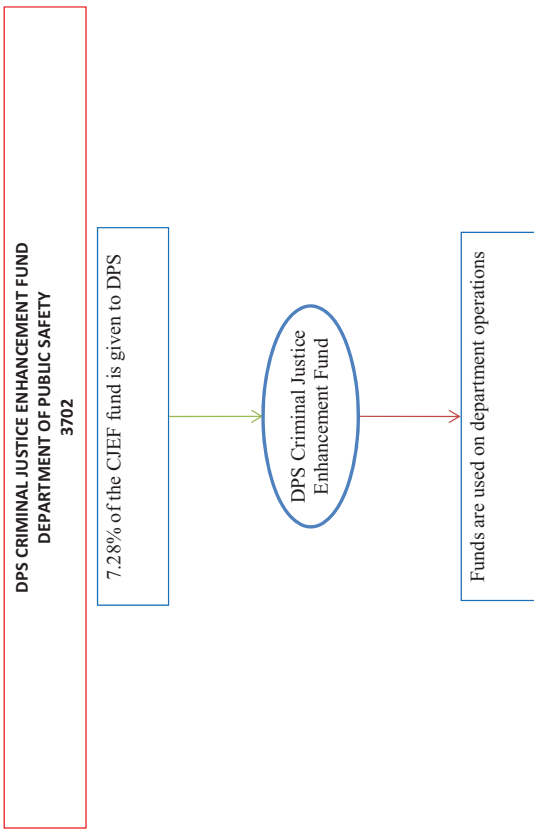 DPS CRIMINAL JUSTICE ENHANCEMENT FUND
DEPARTMENT OF PUBLIC SAFETY
3702
7.28% of the CJEF fund is given to DPS
DPS Criminal Justice
Enhancement Fund
Funds are used on department operations